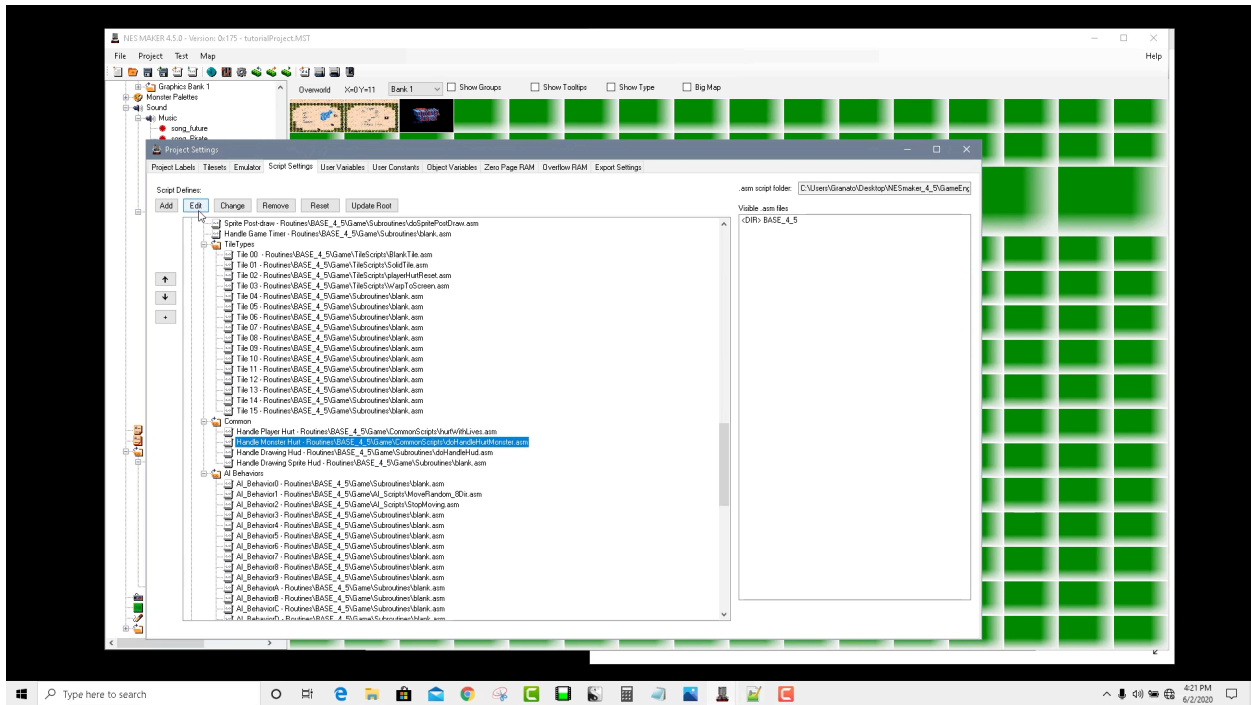 NES MAKER 4.5.0 - Version: 0x175 - tutorialProject.MST
File Project Test Map Help
Graphics Bank 1
Monster Palettes
Sound
Music
song_future
song_Pirate
Overworld X=0 Y=11 Bank 1 Show Groups Show Tooltips Show Type Big Map
Project Settings
Project Labels Tilesets Emulator Script Settings User Variables User Constants Object Variables Zero Page RAM Overflow RAM Export Settings
Script Defines:
Add Edit Change Remove Reset Update Root
.asm script folder: C:\Users\Granato\Desktop\NESmaker_4_5\GameEng
Visible .asm files
<DIR> BASE_4_5
Sprite Post-draw - Routines\BASE_4_5\Game\Subroutines\doSpritePostDraw.asm
Handle Game Timer - Routines\BASE_4_5\Game\Subroutines\blank.asm
TileTypes
Tile 00 - Routines\BASE_4_5\Game\TileScripts\BlankTile.asm
Tile 01 - Routines\BASE_4_5\Game\TileScripts\SolidTile.asm
Tile 02 - Routines\BASE_4_5\Game\TileScripts\playerHurtReset.asm
Tile 03 - Routines\BASE_4_5\Game\TileScripts\WarpToScreen.asm
Tile 04 - Routines\BASE_4_5\Game\Subroutines\blank.asm
Tile 05 - Routines\BASE_4_5\Game\Subroutines\blank.asm
Tile 06 - Routines\BASE_4_5\Game\Subroutines\blank.asm
Tile 07 - Routines\BASE_4_5\Game\Subroutines\blank.asm
Tile 08 - Routines\BASE_4_5\Game\Subroutines\blank.asm
Tile 09 - Routines\BASE_4_5\Game\Subroutines\blank.asm
Tile 10 - Routines\BASE_4_5\Game\Subroutines\blank.asm
Tile 11 - Routines\BASE_4_5\Game\Subroutines\blank.asm
Tile 12 - Routines\BASE_4_5\Game\Subroutines\blank.asm
Tile 13 - Routines\BASE_4_5\Game\Subroutines\blank.asm
Tile 14 - Routines\BASE_4_5\Game\Subroutines\blank.asm
Tile 15 - Routines\BASE_4_5\Game\Subroutines\blank.asm
Common
Handle Player Hurt - Routines\BASE_4_5\Game\CommonScripts\hurtWithLives.asm
Handle Monster Hurt - Routines\BASE_4_5\Game\CommonScripts\doHandleHurtMonster.asm
Handle Drawing Hud - Routines\BASE_4_5\Game\Subroutines\doHandleHud.asm
Handle Drawing Sprite Hud - Routines\BASE_4_5\Game\Subroutines\blank.asm
AI Behaviors
AI_Behavior0 - Routines\BASE_4_5\Game\Subroutines\blank.asm
AI_Behavior1 - Routines\BASE_4_5\Game\AI_Scripts\MoveRandom_8Dir.asm
AI_Behavior2 - Routines\BASE_4_5\Game\AI_Scripts\StopMoving.asm
AI_Behavior3 - Routines\BASE_4_5\Game\Subroutines\blank.asm
AI_Behavior4 - Routines\BASE_4_5\Game\Subroutines\blank.asm
AI_Behavior5 - Routines\BASE_4_5\Game\Subroutines\blank.asm
AI_Behavior6 - Routines\BASE_4_5\Game\Subroutines\blank.asm
AI_Behavior7 - Routines\BASE_4_5\Game\Subroutines\blank.asm
AI_Behavior8 - Routines\BASE_4_5\Game\Subroutines\blank.asm
AI_Behavior9 - Routines\BASE_4_5\Game\Subroutines\blank.asm
AI_BehaviorA - Routines\BASE_4_5\Game\Subroutines\blank.asm
AI_BehaviorB - Routines\BASE_4_5\Game\Subroutines\blank.asm
AI_BehaviorC - Routines\BASE_4_5\Game\Subroutines\blank.asm
AI_BehaviorD - Routines\BASE_4_5\Game\Subroutines\blank.asm
Type here to search
4:21 PM
6/2/2020